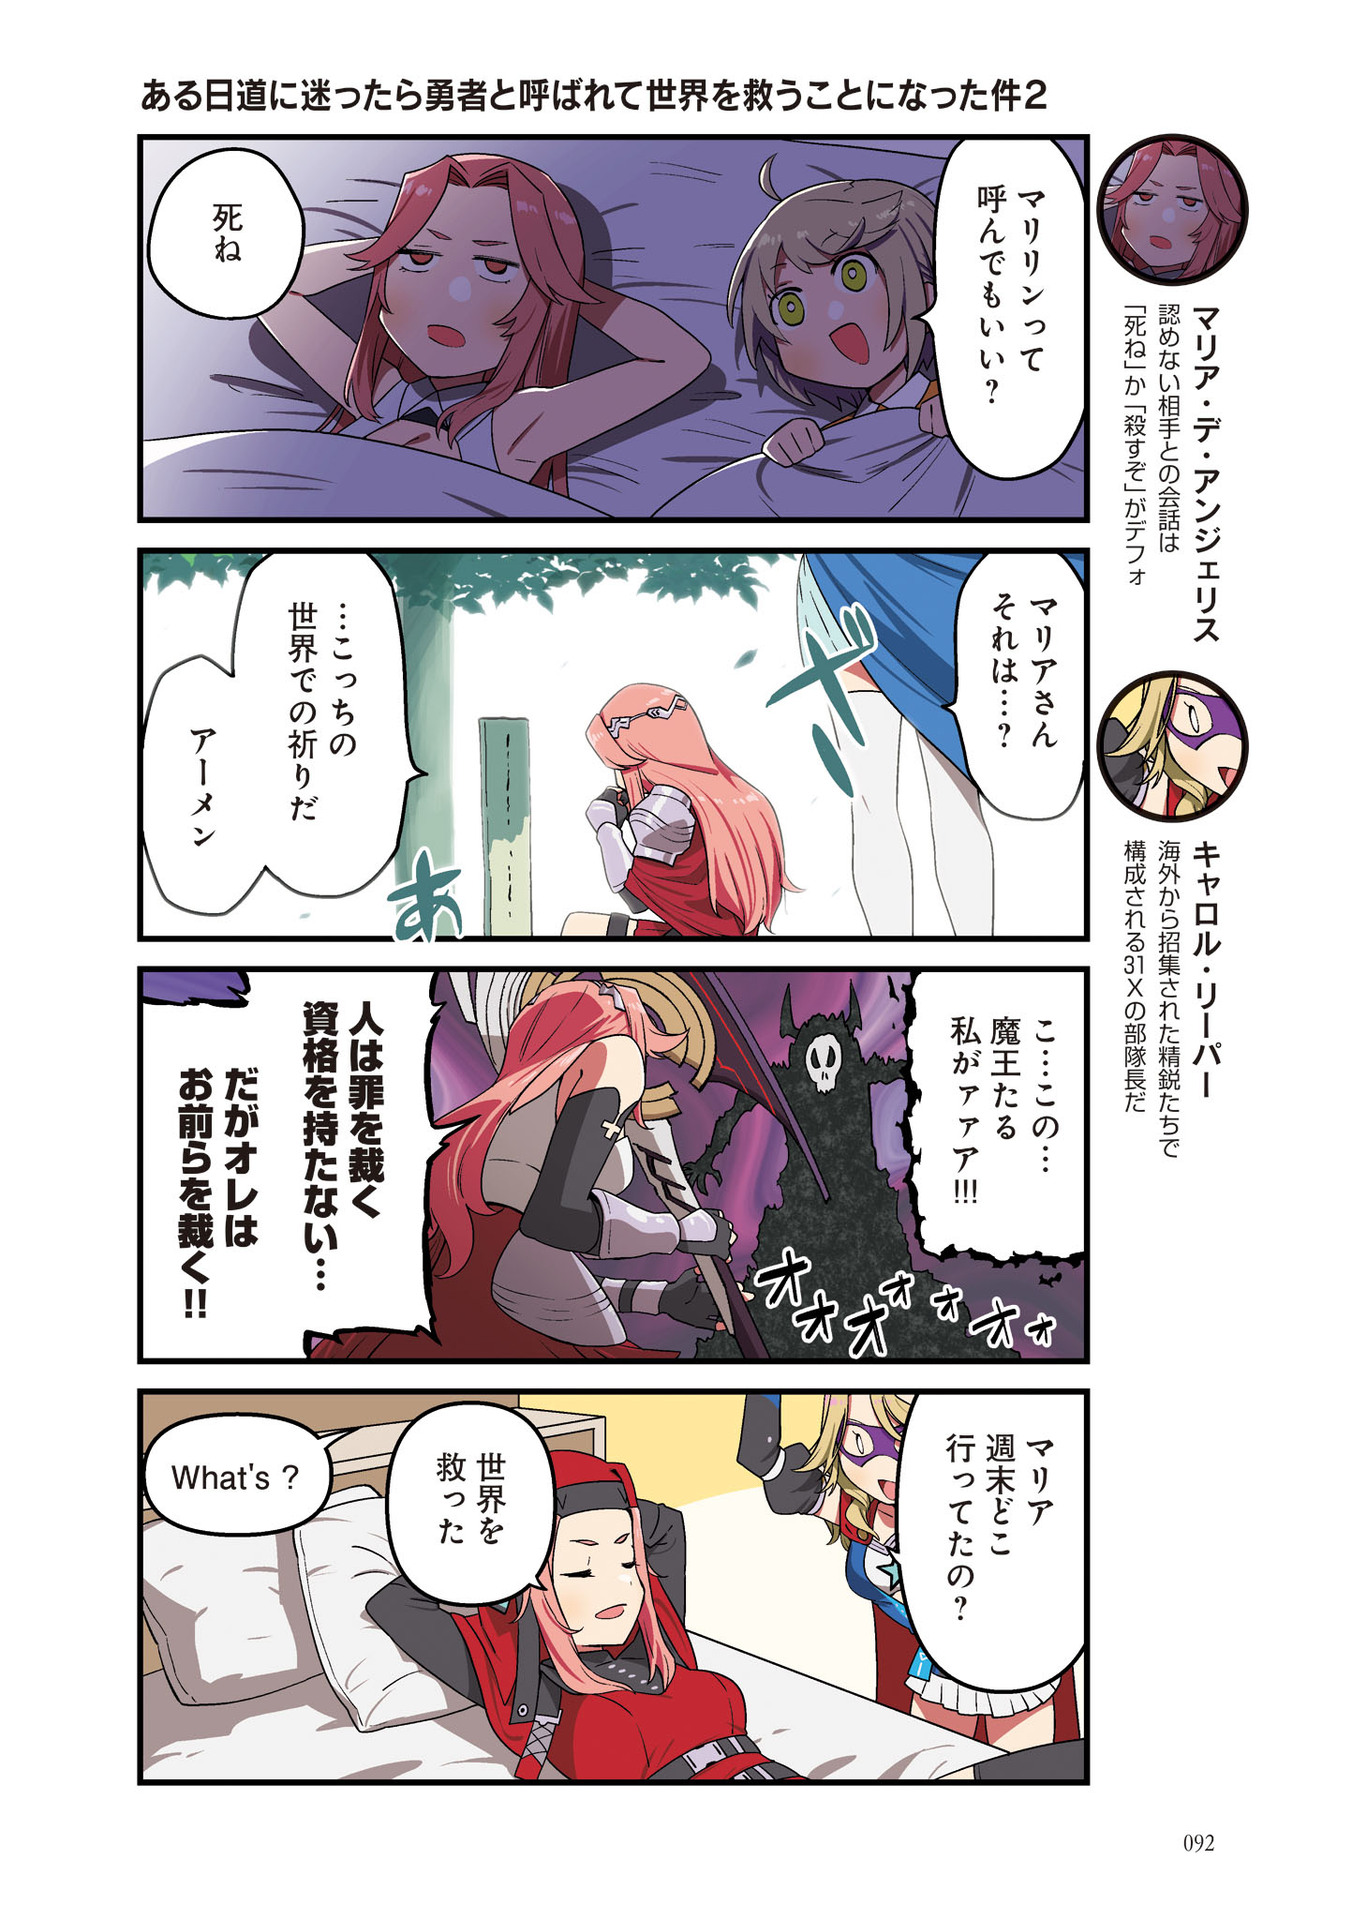 ある日道に迷ったら勇者と呼ばれて世界を救うことになった件2
マリリンって
呼んでもいい?
死ね
マリアさん
それは…?
ザッ
…こっちの
世界での祈りだ
アーメン
ぁ
こ…この…
魔王たる
私がァァア!!!
オオオオオオォ
人は罪を裁く
資格を持たない…
だがオレは
お前らを裁く!!
マリア
週末どこ
行ってたの?
世界を
救った
What's ?
マリア・デ・アンジェリス
認めない相手との会話は
「死ね」か「殺すぞ」がデフォ
キャロル・リーパー
海外から招集された精鋭たちで
構成される31Xの部隊長だ
092